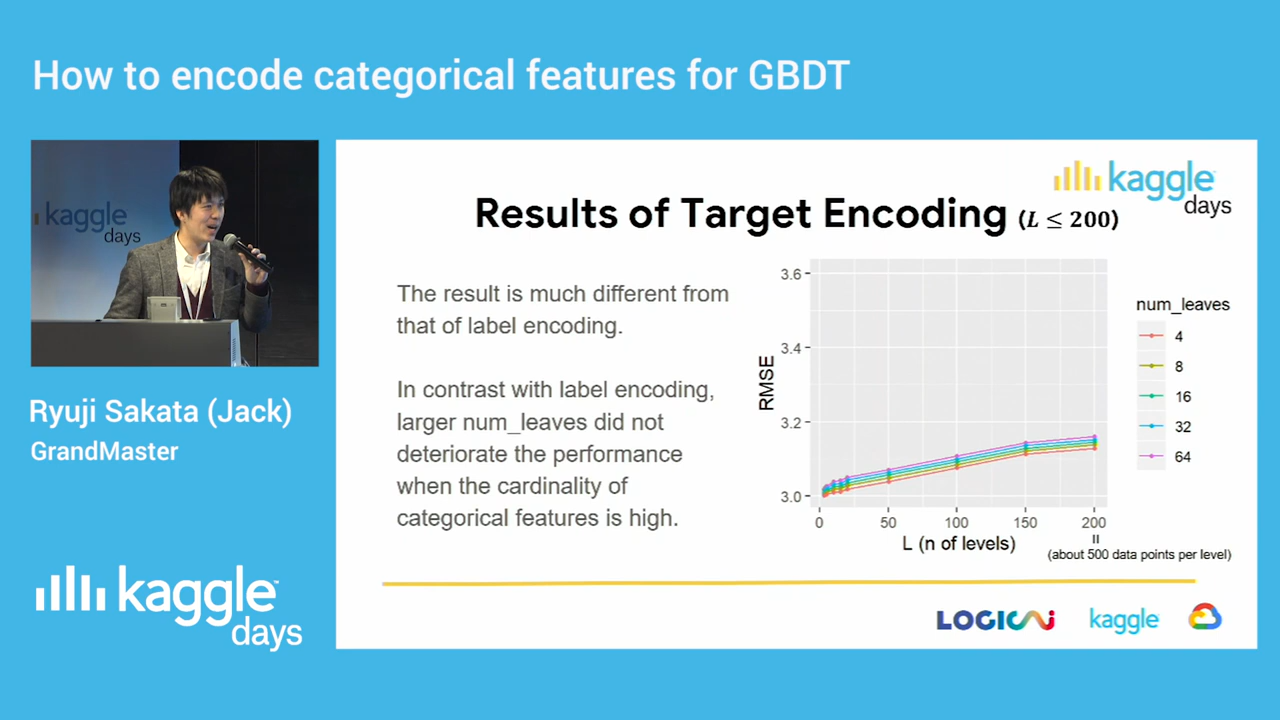 How to encode categorical features for GBDT
kaggle
days
Ryuji Sakata (Jack)
GrandMaster
kaggle
days
kaggle
days
Results of Target Encoding (L ≤ 200)
The result is much different from
that of label encoding.
In contrast with label encoding,
larger num_leaves did not
deteriorate the performance
when the cardinality of
categorical features is high.
RMSE
3.6
3.4
3.2
3.0
0 50 100 150 200
L (n of levels)
=
(about 500 data points per level)
num_leaves
4
8
16
32
64
LOGICAI kaggle